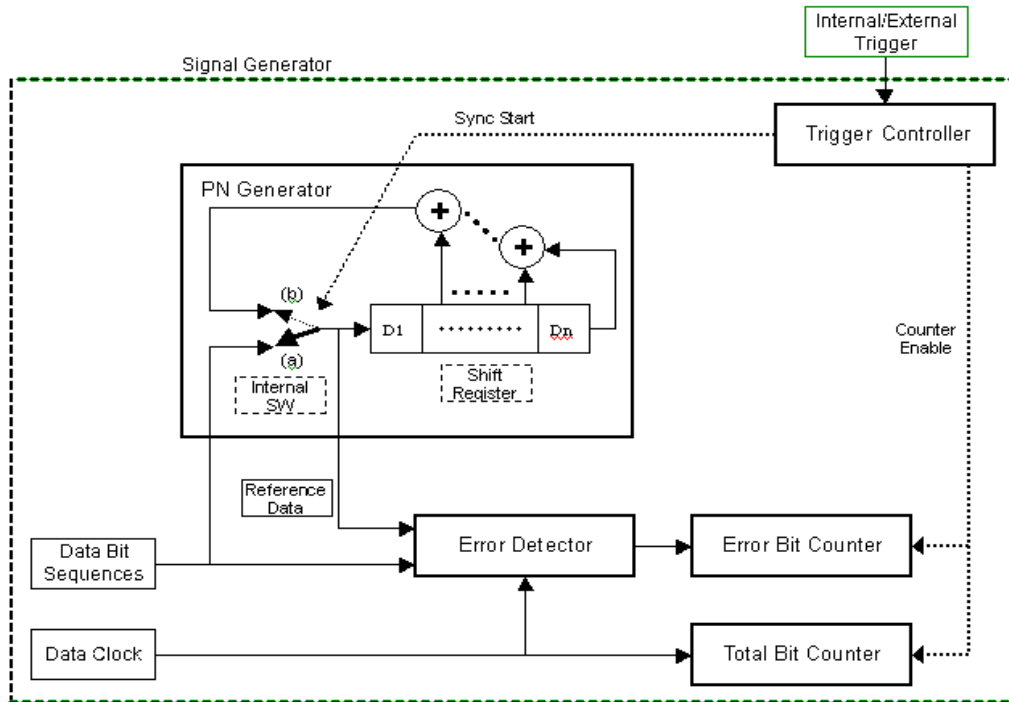 Internal/External
Trigger
Signal Generator
Sync Start
Trigger Controller
PN Generator
+
+
(b)
D1
Dn
(a)
Internal
SW
Shift
Register
Counter
Enable
Reference
Data
Data Bit
Sequences
Error Detector
Error Bit Counter
Data Clock
Total Bit Counter